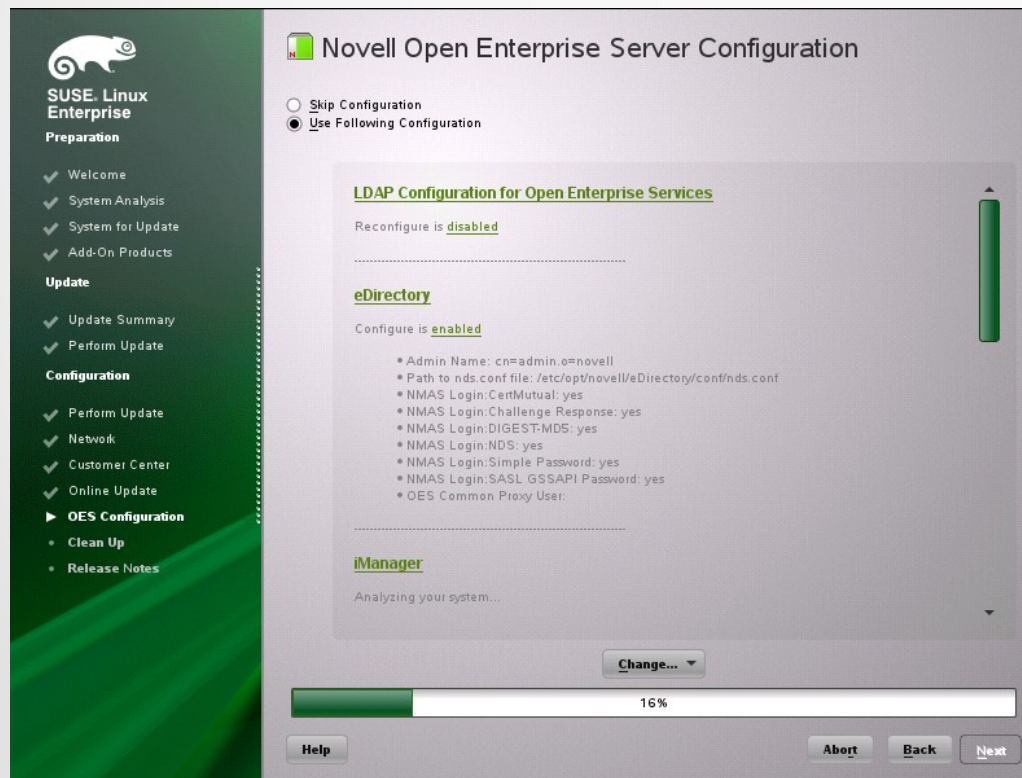 SUSE. Linux
Enterprise
Preparation
Welcome
System Analysis
System for Update
Add-On Products
Update
Update Summary
Perform Update
Configuration
Perform Update
Network
Customer Center
Online Update
OES Configuration
Clean Up
Release Notes
N
Novell Open Enterprise Server Configuration
Skip Configuration
Use Following Configuration
LDAP Configuration for Open Enterprise Services
Reconfigure is disabled
eDirectory
Configure is enabled
• Admin Name: cn=admin.o=novell
• Path to nds.conf file: /etc/opt/novell/eDirectory/conf/nds.conf
• NMAS Login:CertMutual: yes
• NMAS Login:Challenge Response: yes
• NMAS Login:DIGEST-MD5: yes
• NMAS Login:NDS: yes
• NMAS Login:Simple Password: yes
• NMAS Login:SASL GSSAPI Password: yes
• OES Common Proxy User:
iManager
Analyzing your system...
Change...
16%
Help
Abort
Back
Next